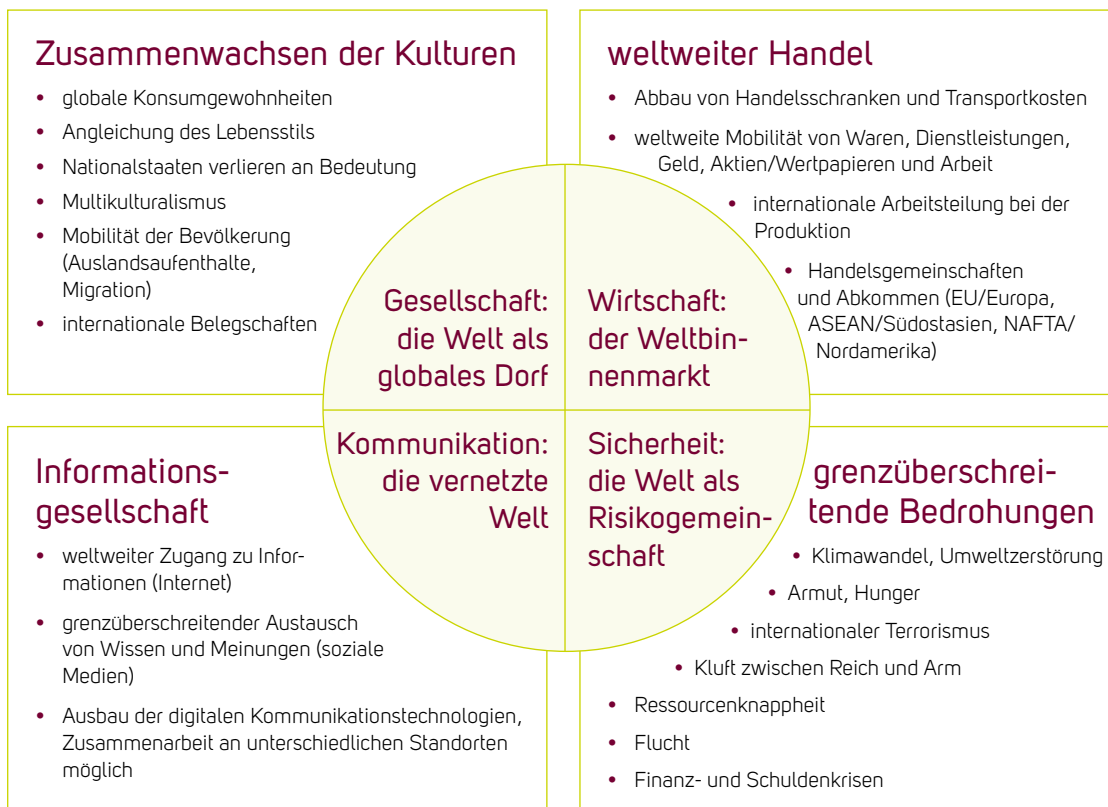 Zusammenwachsen der Kulturen
• globale Konsumgewohnheiten
• Angleichung des Lebensstils
• Nationalstaaten verlieren an Bedeutung
• Multikulturalismus
• Mobilität der Bevölkerung
(Auslandsaufenthalte,
Migration)
• internationale Belegschaften
weltweiter Handel
• Abbau von Handelsschranken und Transportkosten
• weltweite Mobilität von Waren, Dienstleistungen,
Geld, Aktien/Wertpapieren und Arbeit
• internationale Arbeitsteilung bei der
Produktion
• Handelsgemeinschaften
und Abkommen (EU/Europa,
ASEAN/Südostasien, NAFTA/
Nordamerika)
Gesellschaft:
die Welt als
globales Dorf
Wirtschaft:
der Weltbin-
nenmarkt
Kommunikation:
die vernetzte
Welt
Sicherheit:
die Welt als
Risikogemein-
schaft
Informations-
gesellschaft
• weltweiter Zugang zu Infor-
mationen (Internet)
• grenzüberschreitender Austausch
von Wissen und Meinungen (soziale
Medien)
• Ausbau der digitalen Kommunikationstechnologien,
Zusammenarbeit an unterschiedlichen Standorten
möglich
grenzüberschrei-
tende Bedrohungen
• Klimawandel, Umweltzerstörung
• Armut, Hunger
• internationaler Terrorismus
• Kluft zwischen Reich und Arm
• Ressourcenknappheit
• Flucht
• Finanz- und Schuldenkrisen